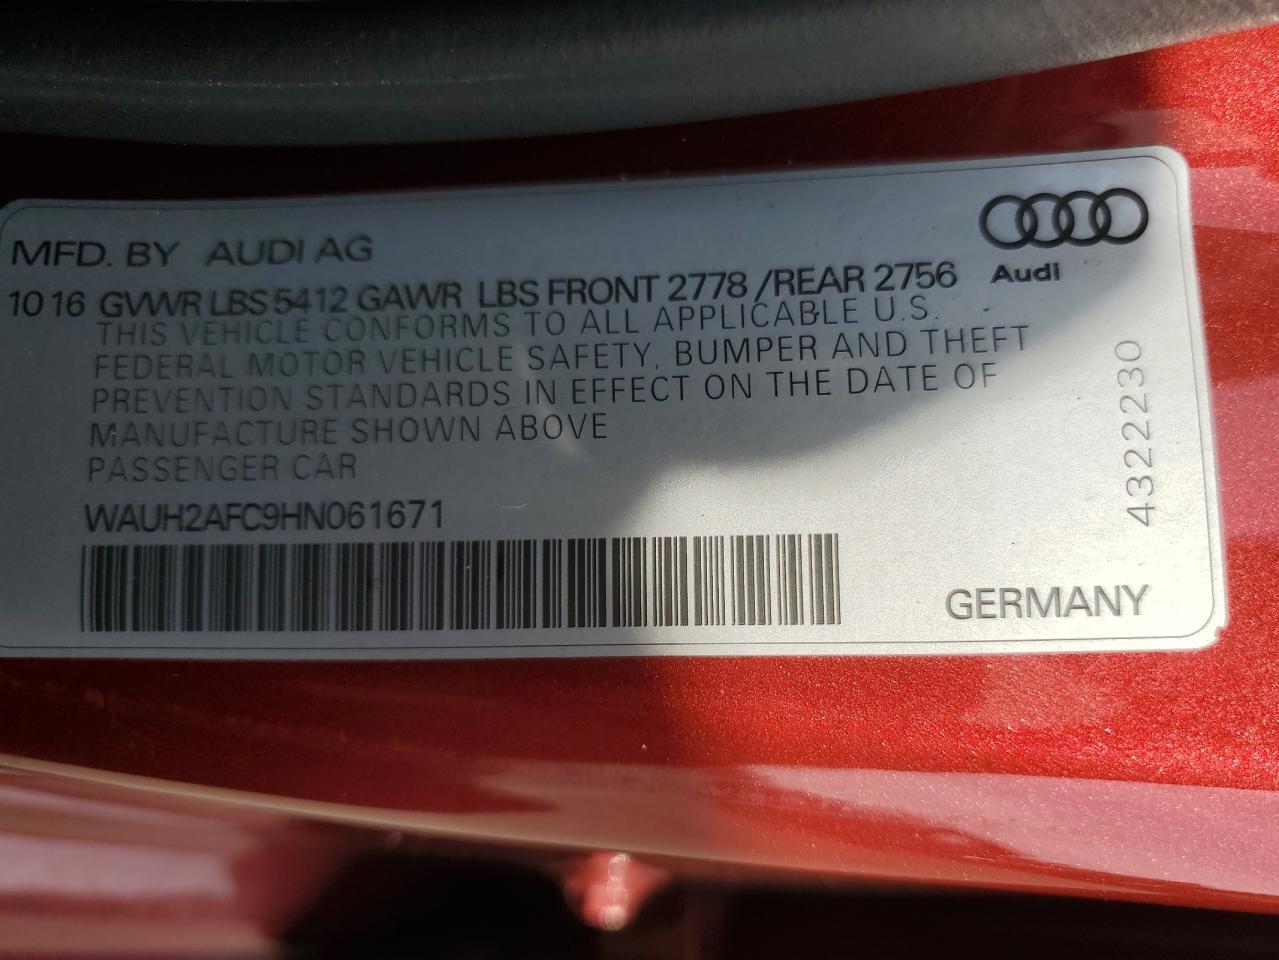 MFD. BY AUDI AG
Audi
10 16 GVWR LBS 5412 GAWR LBS FRONT 2778 /REAR 2756
THIS VEHICLE CONFORMS TO ALL APPLICABLE U.S.
FEDERAL MOTOR VEHICLE SAFETY, BUMPER AND THEFT
PREVENTION STANDARDS IN EFFECT ON THE DATE OF
MANUFACTURE SHOWN ABOVE
PASSENGER CAR
WAUH2AFC9HN061671
4322230
GERMANY